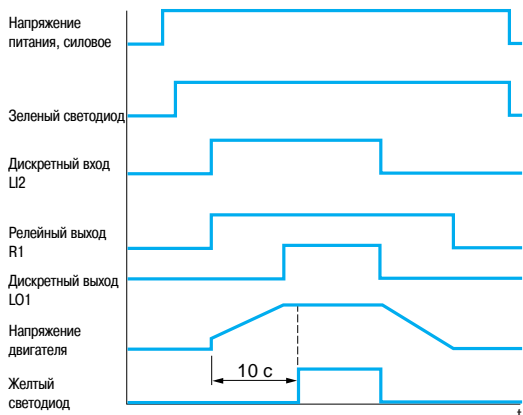 Напряжение
питания, силовое
Зеленый светодиод
Дискретный вход
LI2
Релейный выход
R1
Дискретный выход
LO1
Напряжение
двигателя
10 с
Желтый
светодиод
t